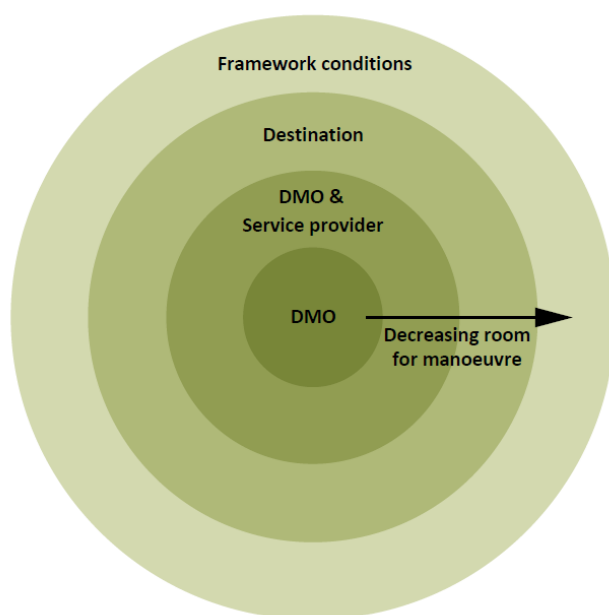 Framework conditions
Destination
DMO &
Service provider
DMO
Decreasing room
for manoeuvre